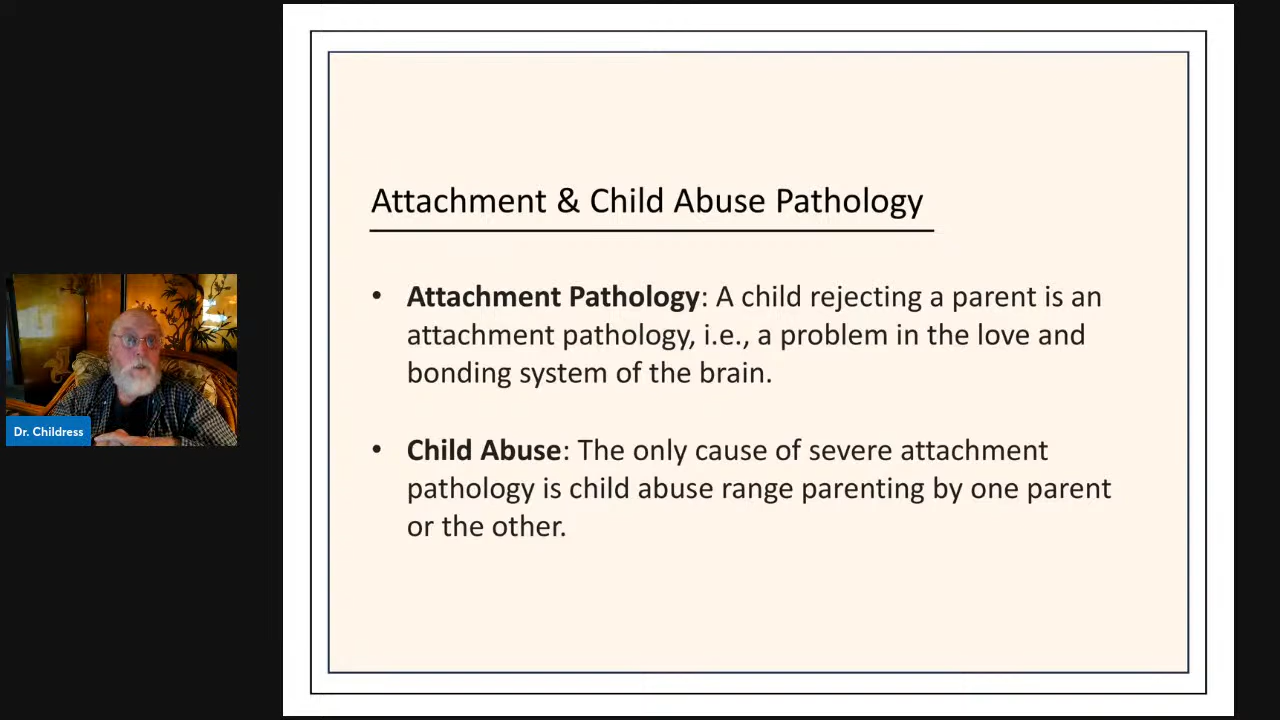 Attachment & Child Abuse Pathology
• Attachment Pathology: A child rejecting a parent is an
attachment pathology, i.e., a problem in the love and
bonding system of the brain.
• Child Abuse: The only cause of severe attachment
pathology is child abuse range parenting by one parent
or the other.
Dr. Childress